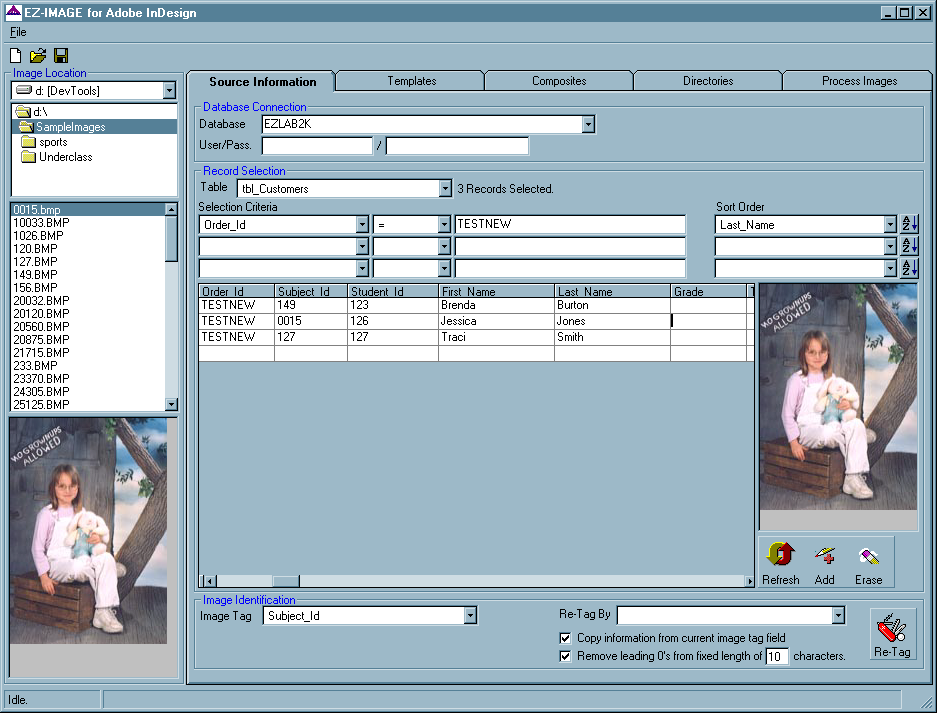 EZ-IMAGE for Adobe InDesign
File
Image Location
d: [DevTools]
d:\
SampleImages
sports
Underclass
0015.bmp
10033.BMP
1026.BMP
120.BMP
127.BMP
149.BMP
156.BMP
20032.BMP
20120.BMP
20560.BMP
20875.BMP
21715.BMP
233.BMP
23370.BMP
24305.BMP
25125.BMP
NO GROWNUPS
ALLOWED
Source Information Templates Composites Directories Process Images
Database Connection
Database EZLAB2K
User/Pass. /
Record Selection
Table tbl_Customers 3 Records Selected.
Selection Criteria Sort Order
Order_Id = TESTNEW Last_Name
Order_Id Subject_Id Student_Id First_Name Last_Name Grade
TESTNEW 149 123 Brenda Burton
TESTNEW 0015 126 Jessica Jones
TESTNEW 127 127 Traci Smith
NO GROWNUPS
ALLOWED
Refresh Add Erase
Image Identification
Image Tag Subject_Id Re-Tag By
Copy information from current image tag field
Remove leading 0's from fixed length of 10 characters.
Re-Tag
Idle.